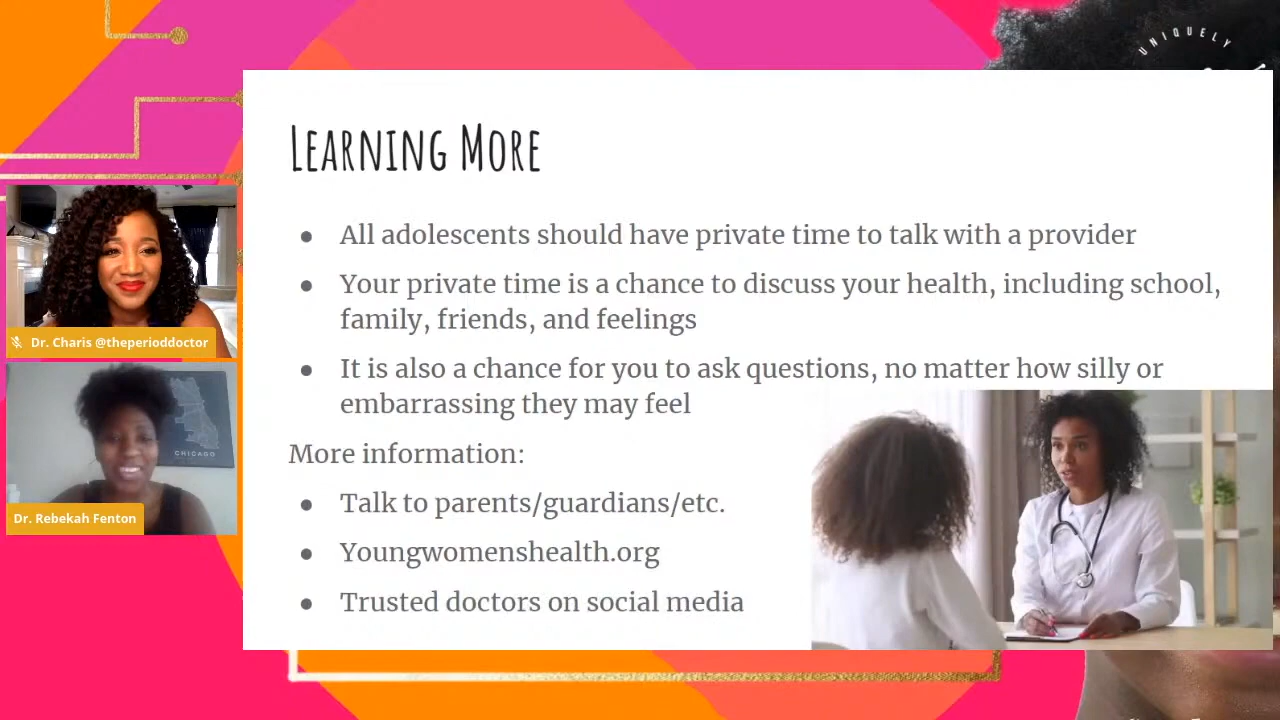 UNIQUELY
Learning More
● All adolescents should have private time to talk with a provider
● Your private time is a chance to discuss your health, including school,
family, friends, and feelings
● It is also a chance for you to ask questions, no matter how silly or
embarrassing they may feel
More information:
● Talk to parents/guardians/etc.
● Youngwomenshealth.org
● Trusted doctors on social media
Dr. Charis @theperioddoctor
CHICAGO
Dr. Rebekah Fenton